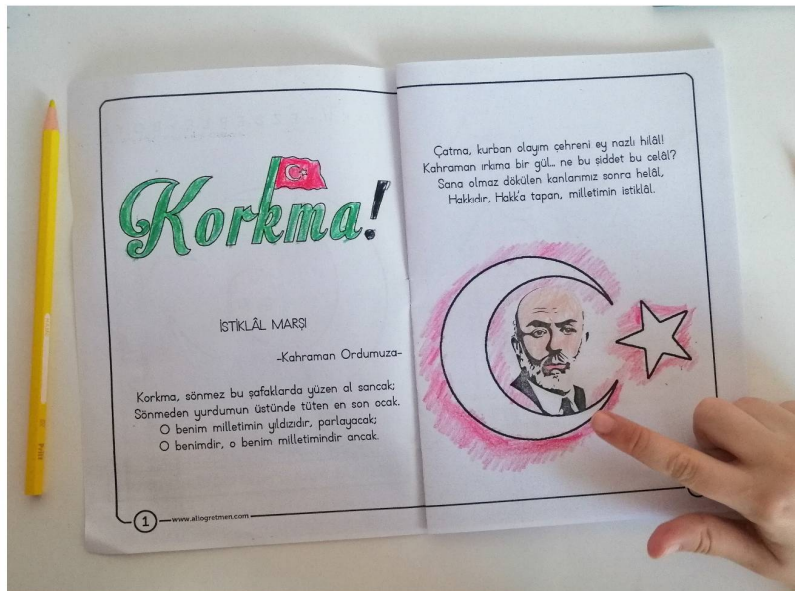 Korkma!
İSTİKLÂL MARŞI
-Kahraman Ordumuza-
Korkma, sönmez bu şafaklarda yüzen al sancak;
Sönmeden yurdumun üstünde tüten en son ocak.
O benim milletimin yıldızıdır, parlayacak;
O benimdir, o benim milletimindir ancak.
1
www.aliogretmen.com
Çatma, kurban olayım çehreni ey nazlı hilâl!
Kahraman ırkıma bir gül... ne bu şiddet bu celâl?
Sana olmaz dökülen kanlarımız sonra helâl,
Hakkıdır, Hakk'a tapan, milletimin istiklâl.